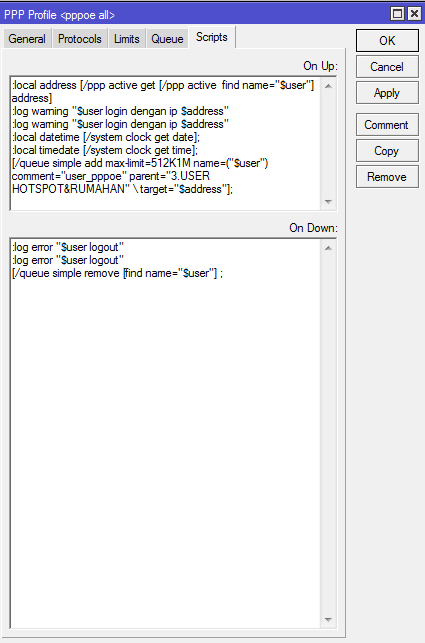 PPP Profile <pppoe all>
General Protocols Limits Queue Scripts
OK
Cancel
Apply
Comment
Copy
Remove
On Up:
:local address [/ppp active get [/ppp active  find name="$user"]
address]
:log warning "$user login dengan ip $address"
:log warning "$user login dengan ip $address"
:local datetime [/system clock get date];
:local timedate [/system clock get time];
[/queue simple add max-limit=512K1M name=("$user")
comment="user_pppoe" parent="3.USER
HOTSPOT&RUMAHAN" \ target="$address"];
On Down:
:log error "$user logout"
:log error "$user logout"
[/queue simple remove [find name="$user"] ;